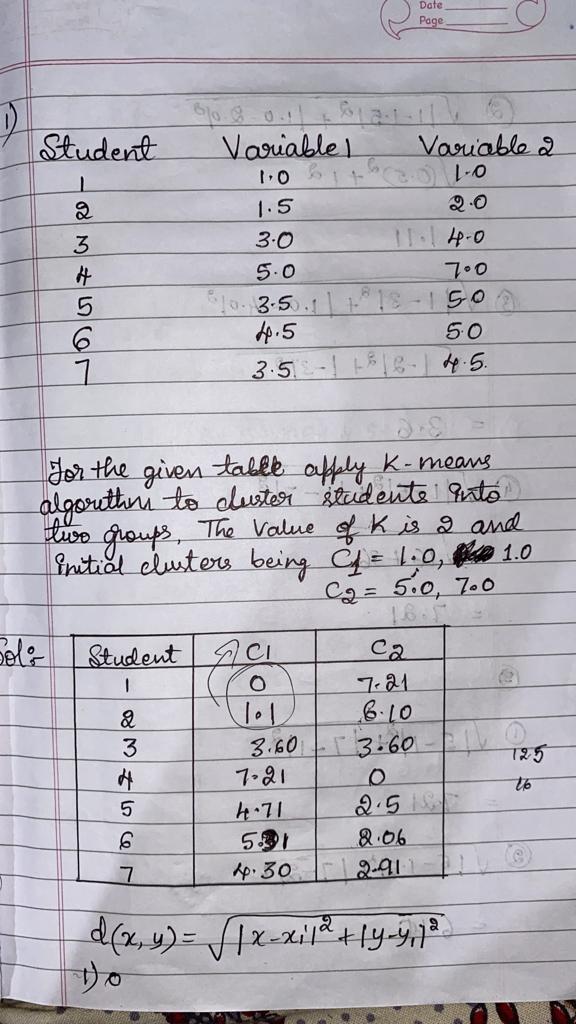 Date
Page
1)
Student Variable 1 Variable 2
1 1.0 1.0
2 1.5 2.0
3 3.0 4.0
4 5.0 7.0
5 3.5 5.0
6 4.5 5.0
7 3.5 4.5.
For the given table apply K-means
algorithm to cluster students into
two groups, The Value of K is 2 and
initial clusters being C1 = 1.0, 1.0
C2 = 5.0, 7.0
Sol:-
Student C1 C2
1 0 7.21
2 1.1 6.10
3 3.60 3.60
4 7.21 0
5 4.71 2.5
6 5.31 2.06
7 4.30 2.91
12.5
16
d(x, y) = √|x-xi|² + |y-yi|²
1) 0